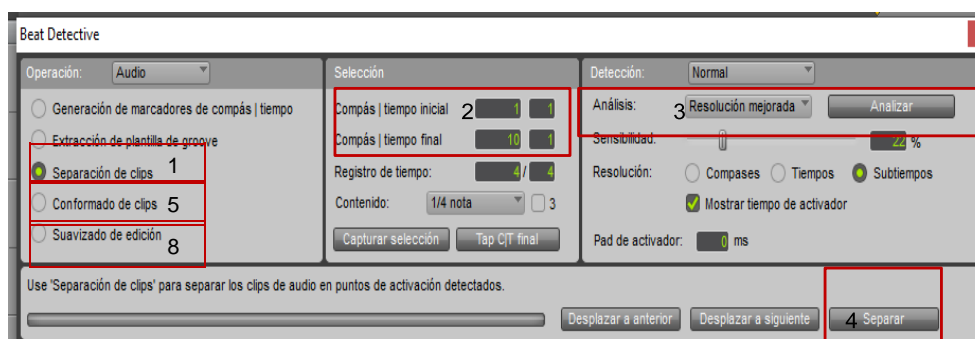 Beat Detective
Operación: Audio
Generación de marcadores de compás | tiempo
Extracción de plantilla de groove
Separación de clips 1
Conformado de clips 5
Suavizado de edición 8
Selección
Compás | tiempo inicial 2 1 1
Compás | tiempo final 10 1
Registro de tiempo: 4 / 4
Contenido: 1/4 nota 3
Capturar selección Tap C|T final
Detección: Normal
Análisis: 3 Resolución mejorada Analizar
Sensibilidad: 22 %
Resolución: Compases Tiempos Subtiempos
Mostrar tiempo de activador
Pad de activador: 0 ms
Use 'Separación de clips' para separar los clips de audio en puntos de activación detectados.
Desplazar a anterior Desplazar a siguiente 4 Separar